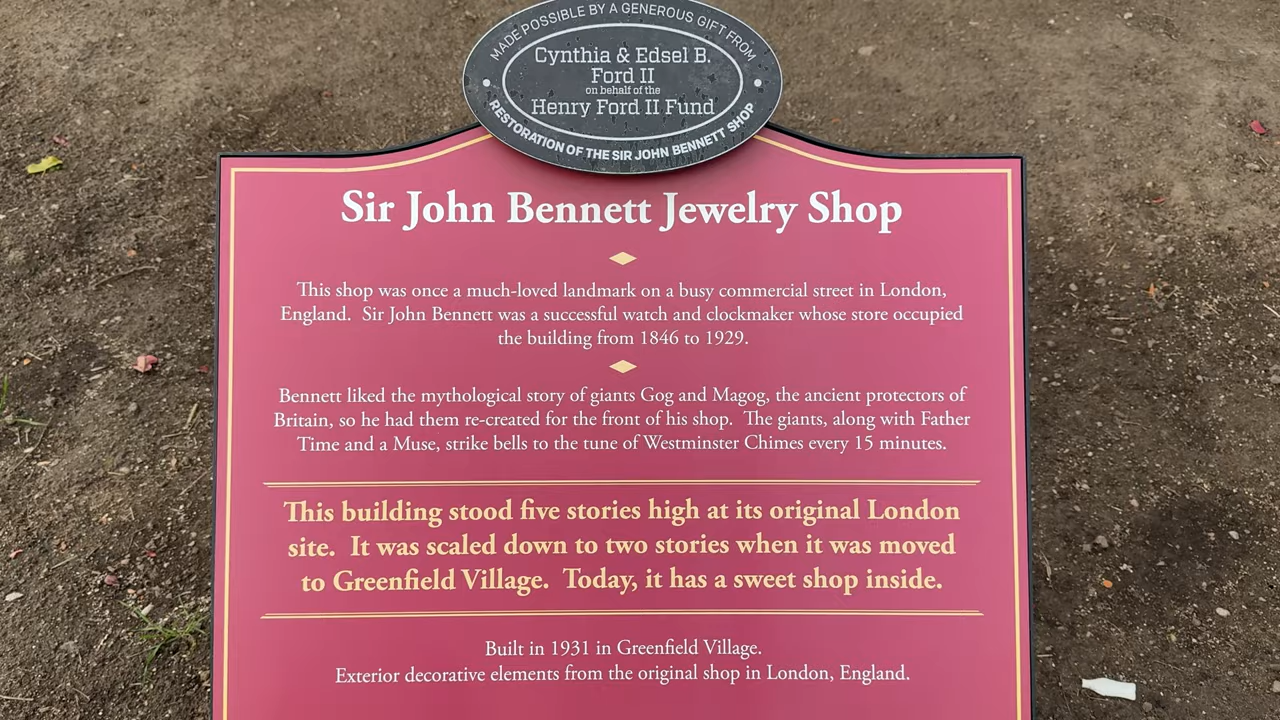 MADE POSSIBLE BY A GENEROUS GIFT FROM
Cynthia & Edsel B.
Ford II
on behalf of the
Henry Ford II Fund
RESTORATION OF THE SIR JOHN BENNETT SHOP
Sir John Bennett Jewelry Shop
This shop was once a much-loved landmark on a busy commercial street in London,
England. Sir John Bennett was a successful watch and clockmaker whose store occupied
the building from 1846 to 1929.
Bennett liked the mythological story of giants Gog and Magog, the ancient protectors of
Britain, so he had them re-created for the front of his shop. The giants, along with Father
Time and a Muse, strike bells to the tune of Westminster Chimes every 15 minutes.
This building stood five stories high at its original London
site. It was scaled down to two stories when it was moved
to Greenfield Village. Today, it has a sweet shop inside.
Built in 1931 in Greenfield Village.
Exterior decorative elements from the original shop in London, England.